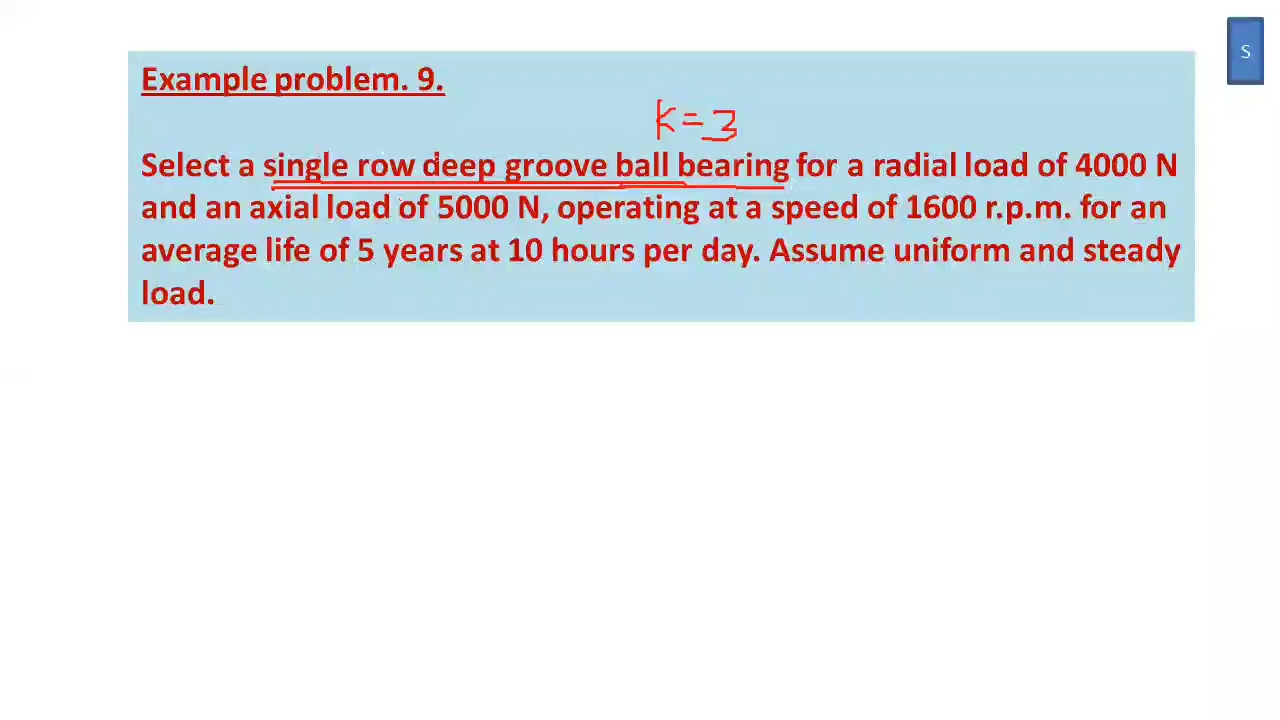 S
Example problem. 9.
K=3
Select a single row deep groove ball bearing for a radial load of 4000 N
and an axial load of 5000 N, operating at a speed of 1600 r.p.m. for an
average life of 5 years at 10 hours per day. Assume uniform and steady
load.